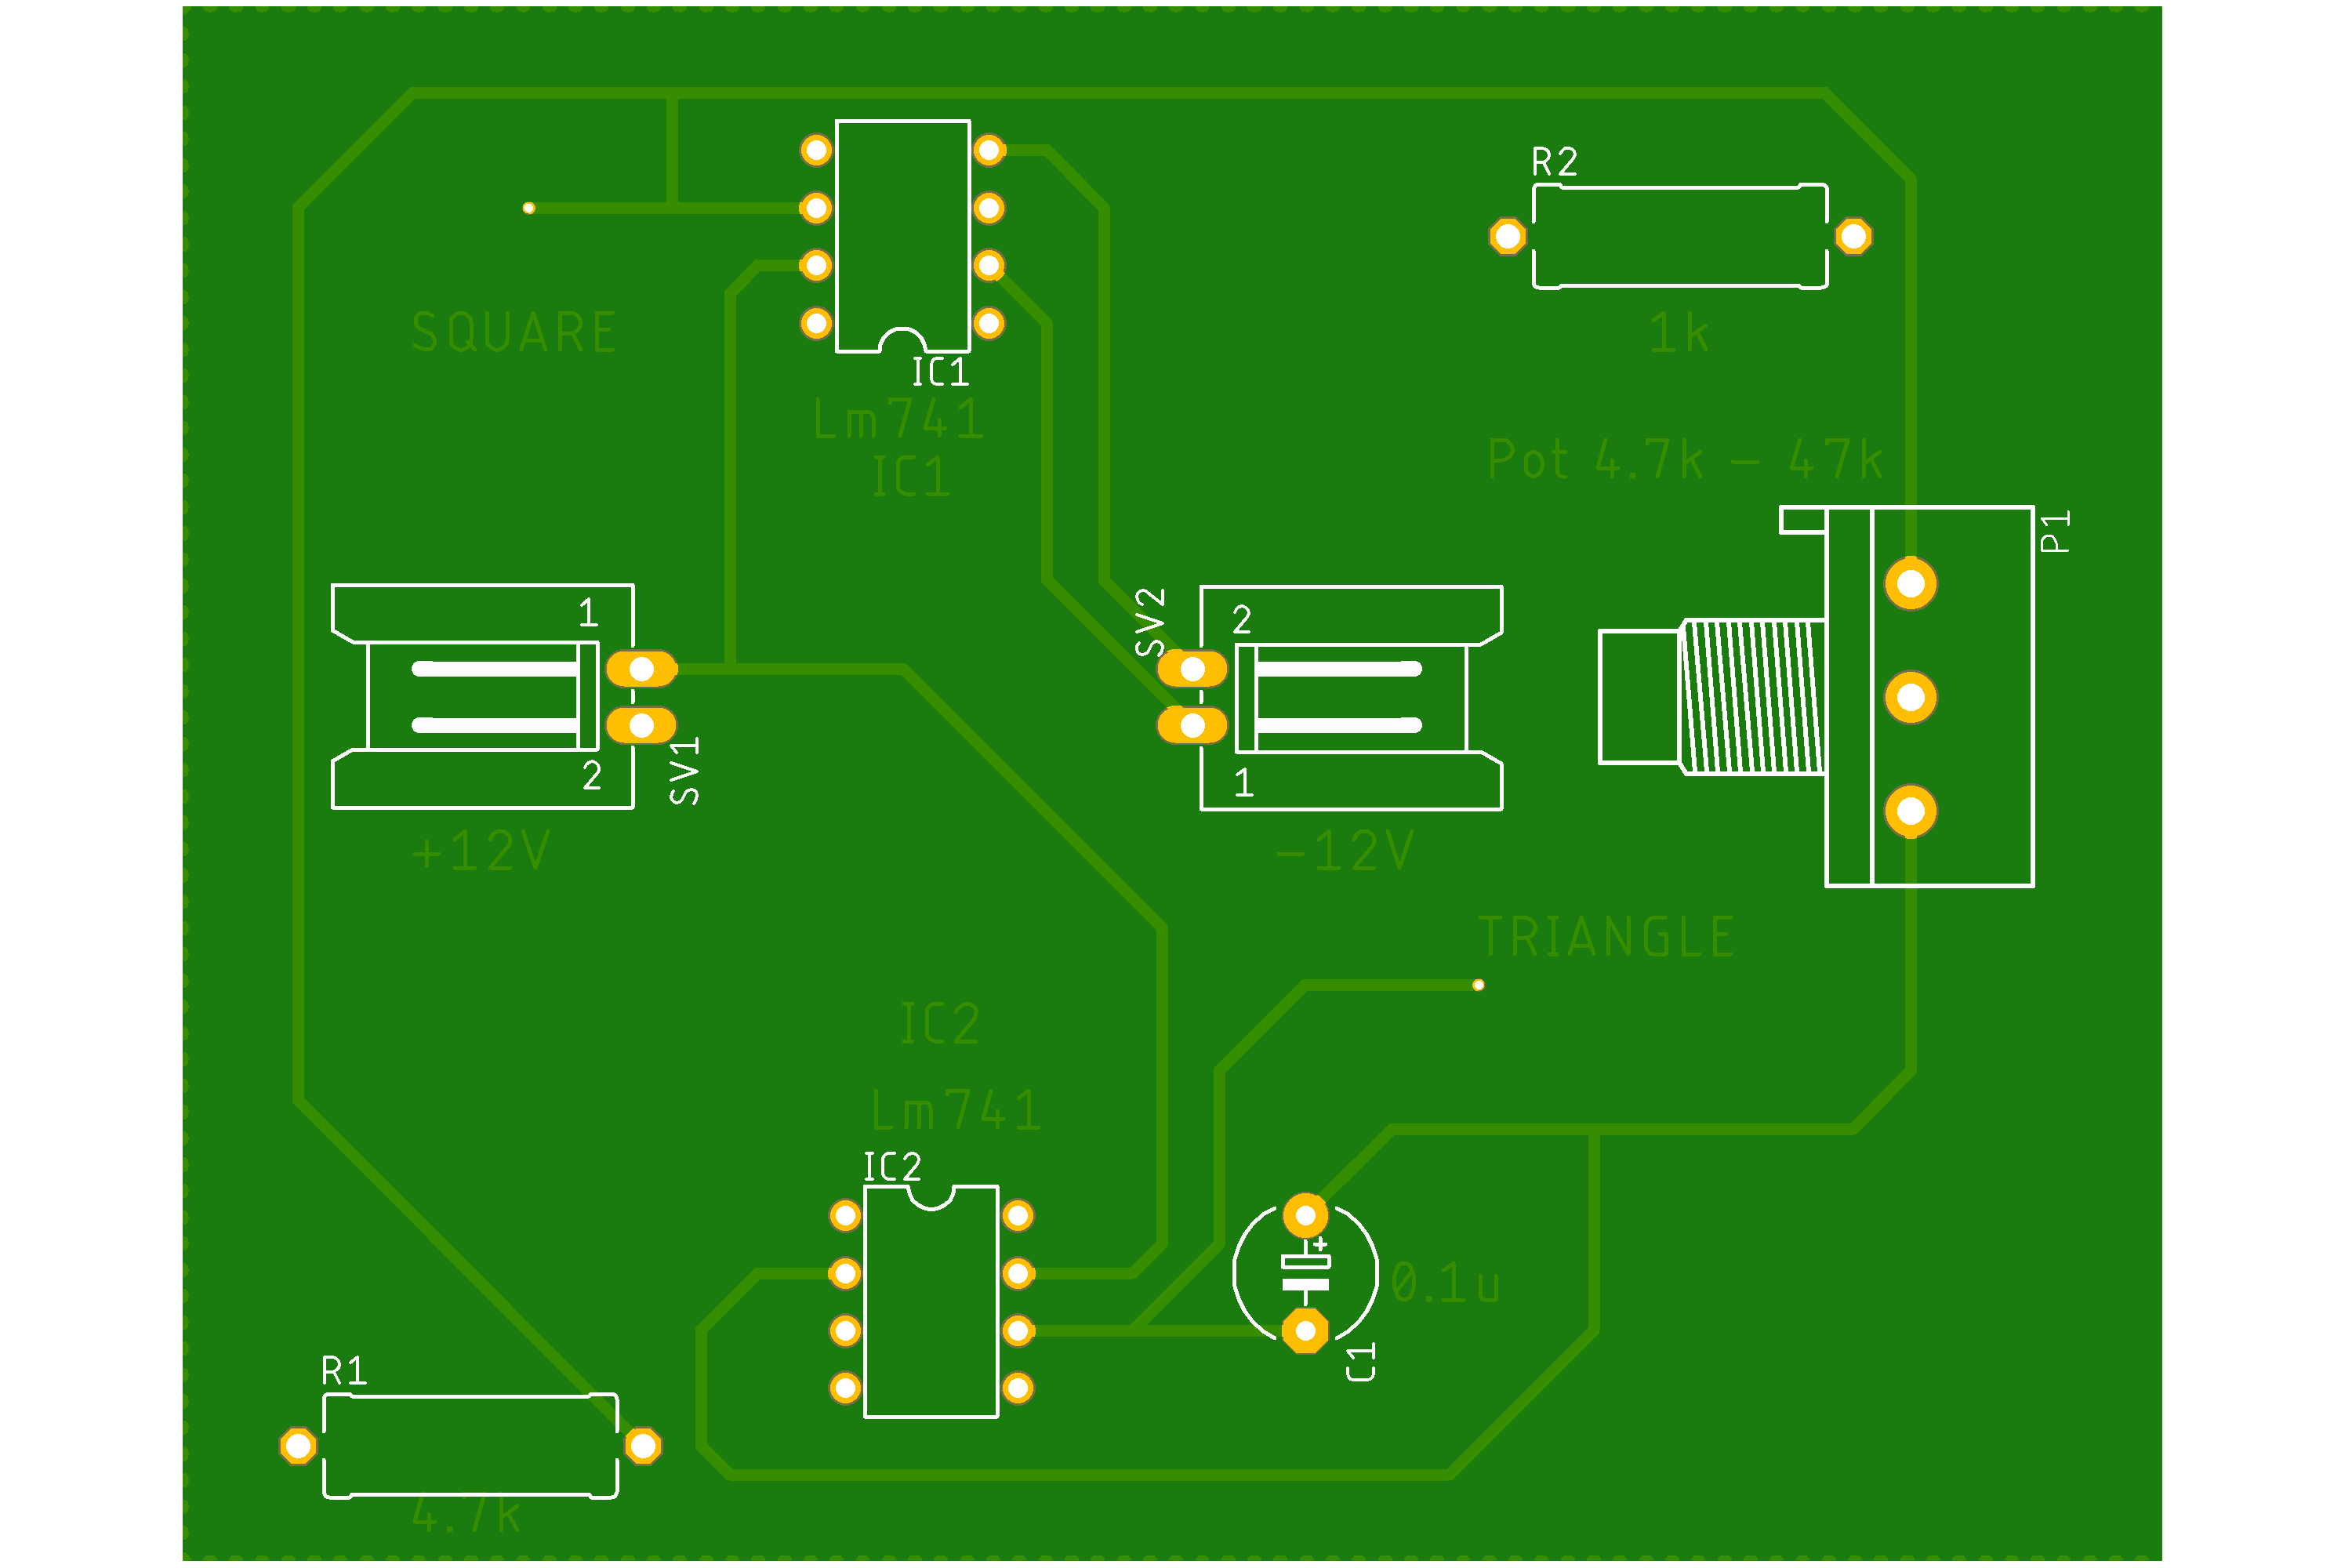 R2
SQUARE
1k
IC1
Lm741
IC1
Pot 4.7k - 47k
P1
1
SV2
2
2
SV1
1
+12V
-12V
TRIANGLE
IC2
Lm741
IC2
+
0.1u
C1
R1
4.7k